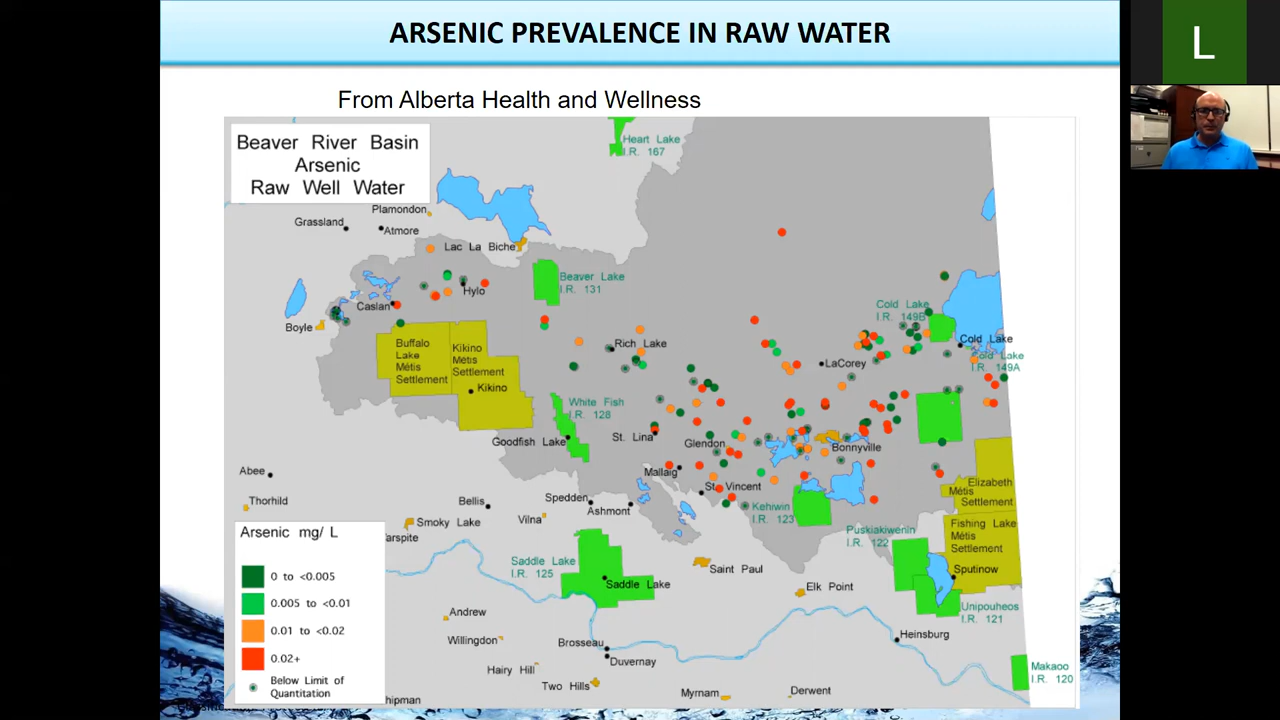 ARSENIC PREVALENCE IN RAW WATER
L
From Alberta Health and Wellness
Beaver River Basin
Arsenic
Raw Well Water
Heart Lake
I.R. 167
Plamondon
Grassland
Atmore
Lac La Biche
Beaver Lake
I.R. 131
Hylo
Caslan
Boyle
Cold Lake
I.R. 149B
Cold Lake
Cold Lake
I.R. 149A
Rich Lake
LaCorey
Buffalo
Lake
Métis
Settlement
Kikino
Métis
Settlement
Kikino
White Fish
I.R. 128
Goodfish Lake
St. Lina
Glendon
Bonnyville
Mallaig
St. Vincent
Abee
Thorhild
Bellis
Spedden
Ashmont
Vilna
Smoky Lake
Kehiwin
I.R. 123
Elizabeth
Métis
Settlement
Fishing Lake
Métis
Settlement
Puskiakiwenin
I.R. 122
Sputinow
Unipouheos
I.R. 121
Saddle Lake
I.R. 125
Saddle Lake
Saint Paul
Elk Point
Heinsburg
Makaoo
I.R. 120
Andrew
Willingdon
Brosseau
Duvernay
Hairy Hill
Two Hills
Myrnam
Derwent
Arsenic mg/ L
0 to <0.005
0.005 to <0.01
0.01 to <0.02
0.02+
Below Limit of
Quantitation